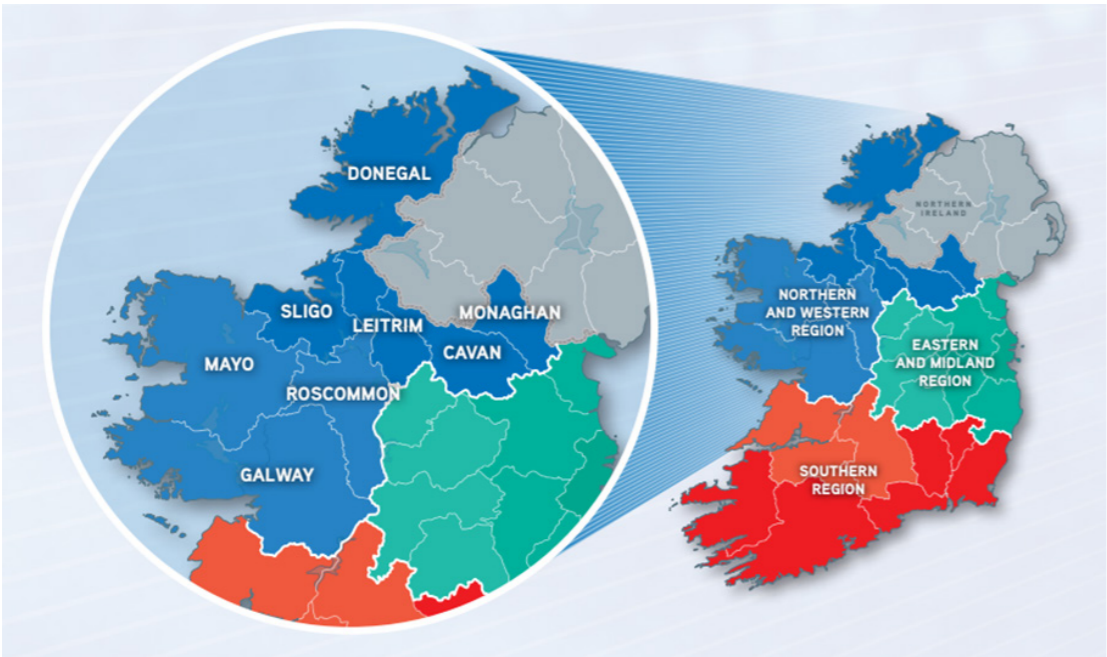 DONEGAL
SLIGO
LEITRIM
MONAGHAN
CAVAN
MAYO
ROSCOMMON
GALWAY
NORTHERN
IRELAND
NORTHERN
AND WESTERN
REGION
EASTERN
AND MIDLAND
REGION
SOUTHERN
REGION